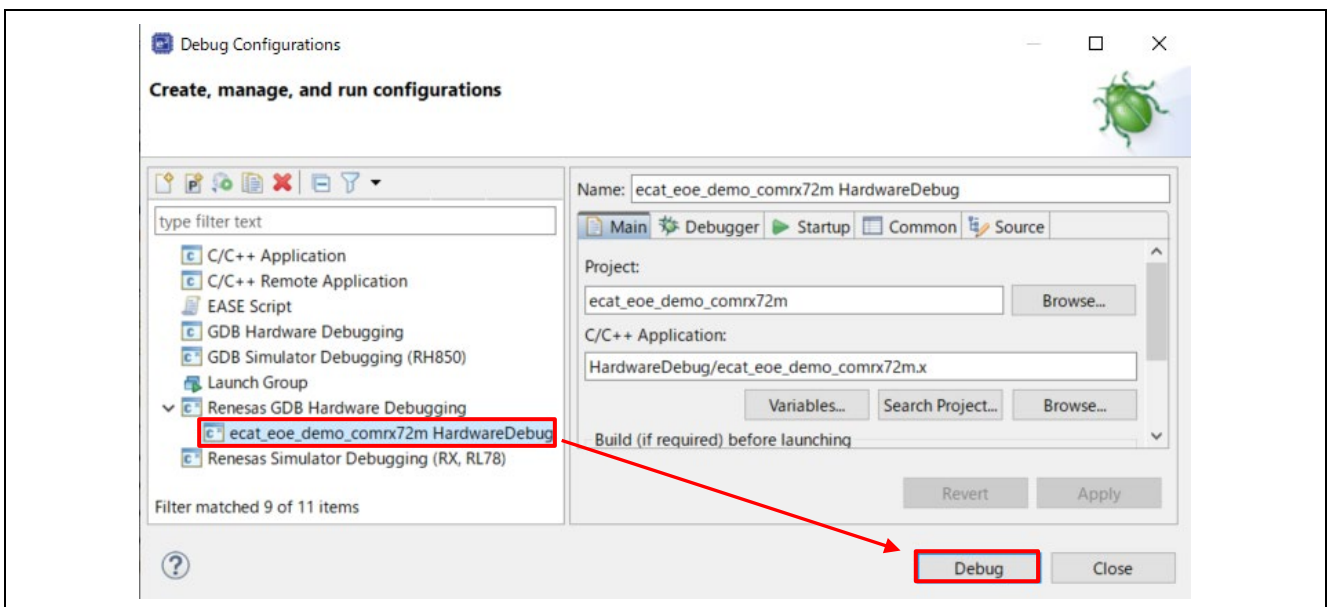 Debug Configurations
Create, manage, and run configurations
type filter text
C/C++ Application
C/C++ Remote Application
EASE Script
GDB Hardware Debugging
GDB Simulator Debugging (RH850)
Launch Group
Renesas GDB Hardware Debugging
ecat_eoe_demo_comrx72m HardwareDebug
Renesas Simulator Debugging (RX, RL78)
Filter matched 9 of 11 items
Name: ecat_eoe_demo_comrx72m HardwareDebug
Main Debugger Startup Common Source
Project:
ecat_eoe_demo_comrx72m Browse...
C/C++ Application:
HardwareDebug/ecat_eoe_demo_comrx72m.x
Variables... Search Project... Browse...
Build (if required) before launching
Revert Apply
? Debug Close